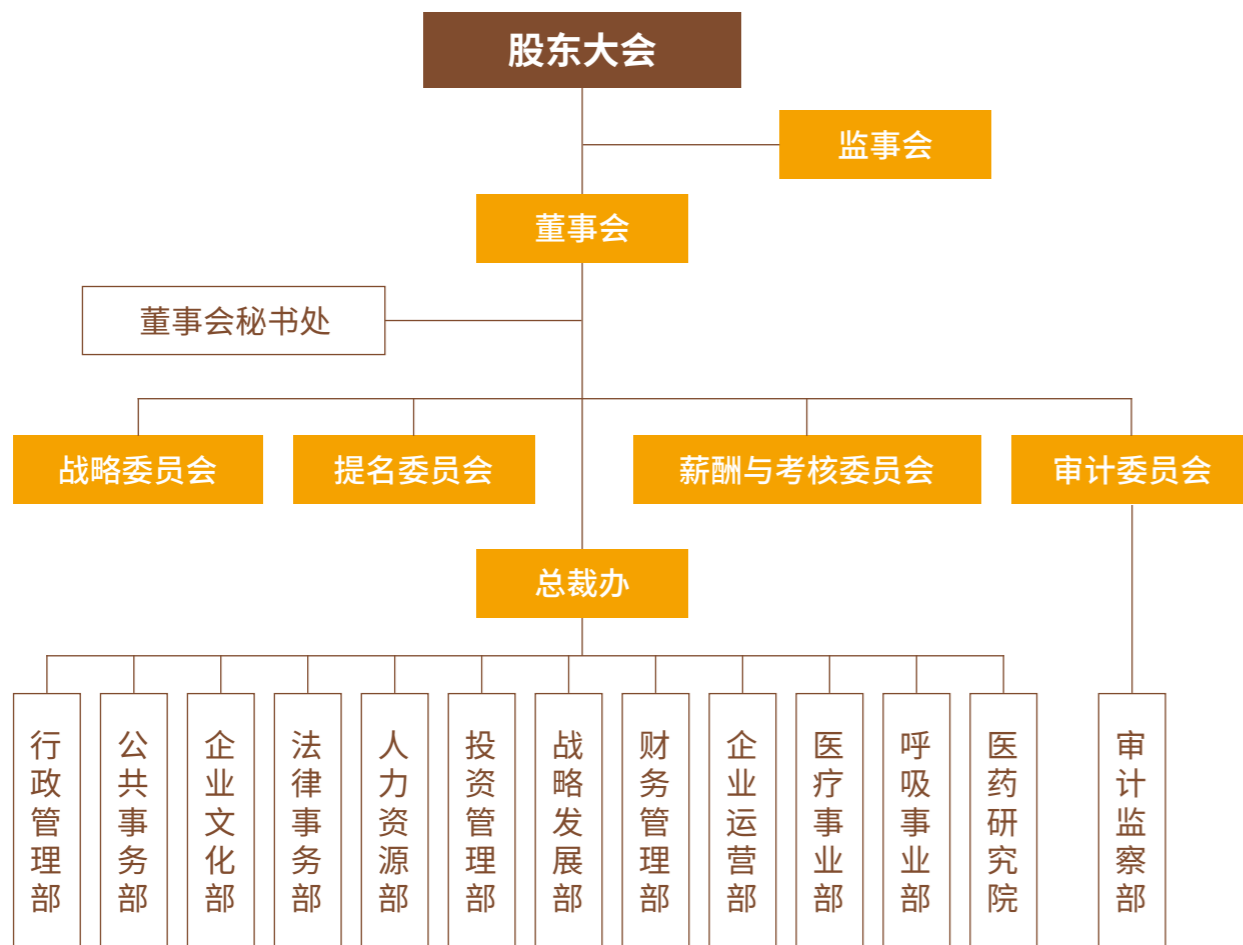 股东大会
监事会
董事会
董事会秘书处
战略委员会
提名委员会
薪酬与考核委员会
审计委员会
总裁办
行政管理部
公共事务部
企业文化部
法律事务部
人力资源部
投资管理部
战略发展部
财务管理部
企业运营部
医疗事业部
呼吸事业部
医药研究院
审计监察部